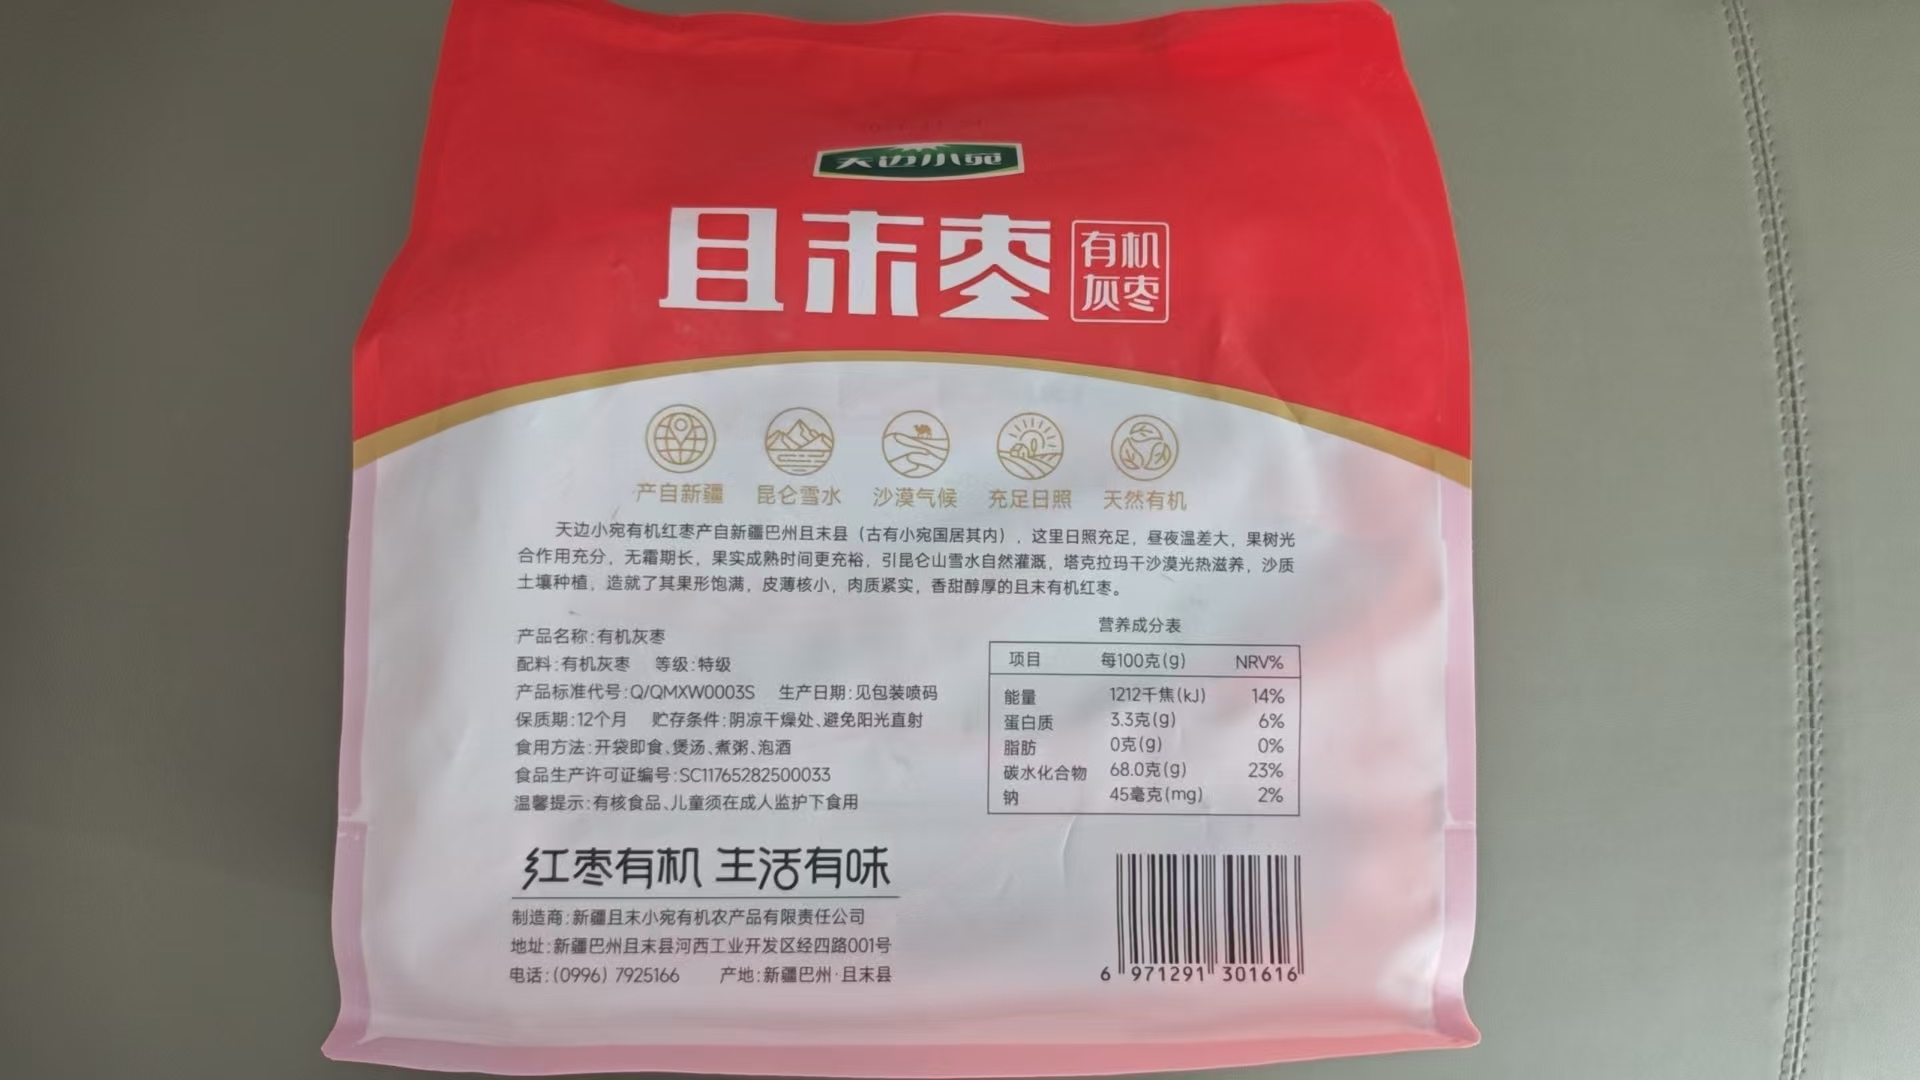 天边小宛
且末枣
有机
灰枣
产自新疆 昆仑雪水 沙漠气候 充足日照 天然有机
天边小宛有机红枣产自新疆巴州且末县（古有小宛国居其内），这里日照充足，昼夜温差大，果树光
合作用充分，无霜期长，果实成熟时间更充裕，引昆仑山雪水自然灌溉，塔克拉玛干沙漠光热滋养，沙质
土壤种植，造就了其果形饱满，皮薄核小，肉质紧实，香甜醇厚的且末有机红枣。
产品名称:有机灰枣
配料:有机灰枣 等级:特级
产品标准代号:Q/QMXW0003S 生产日期:见包装喷码
保质期:12个月 贮存条件:阴凉干燥处、避免阳光直射
食用方法:开袋即食、煲汤、煮粥、泡酒
食品生产许可证编号:SC11765282500033
温馨提示:有核食品、儿童须在成人监护下食用
营养成分表
项目 每100克(g) NRV%
能量 1212千焦(kJ) 14%
蛋白质 3.3克(g) 6%
脂肪 0克(g) 0%
碳水化合物 68.0克(g) 23%
钠 45毫克(mg) 2%
红枣有机 生活有味
制造商:新疆且末小宛有机农产品有限责任公司
地址:新疆巴州且末县河西工业开发区经四路001号
电话:(0996) 7925166 产地:新疆巴州·且末县
6 971291 301616